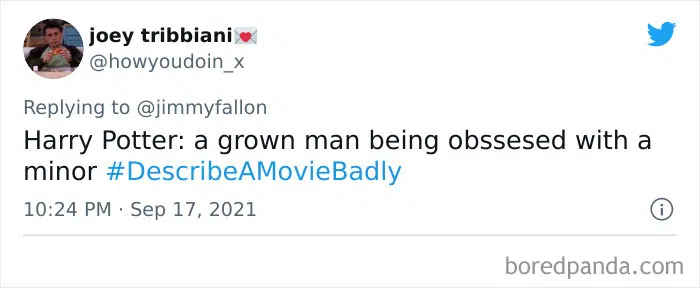 joey tribbiani💌
@howyoudoin_x
Replying to @jimmyfallon
Harry Potter: a grown man being obssesed with a
minor #DescribeAMovieBadly
10:24 PM · Sep 17, 2021
boredpanda.com